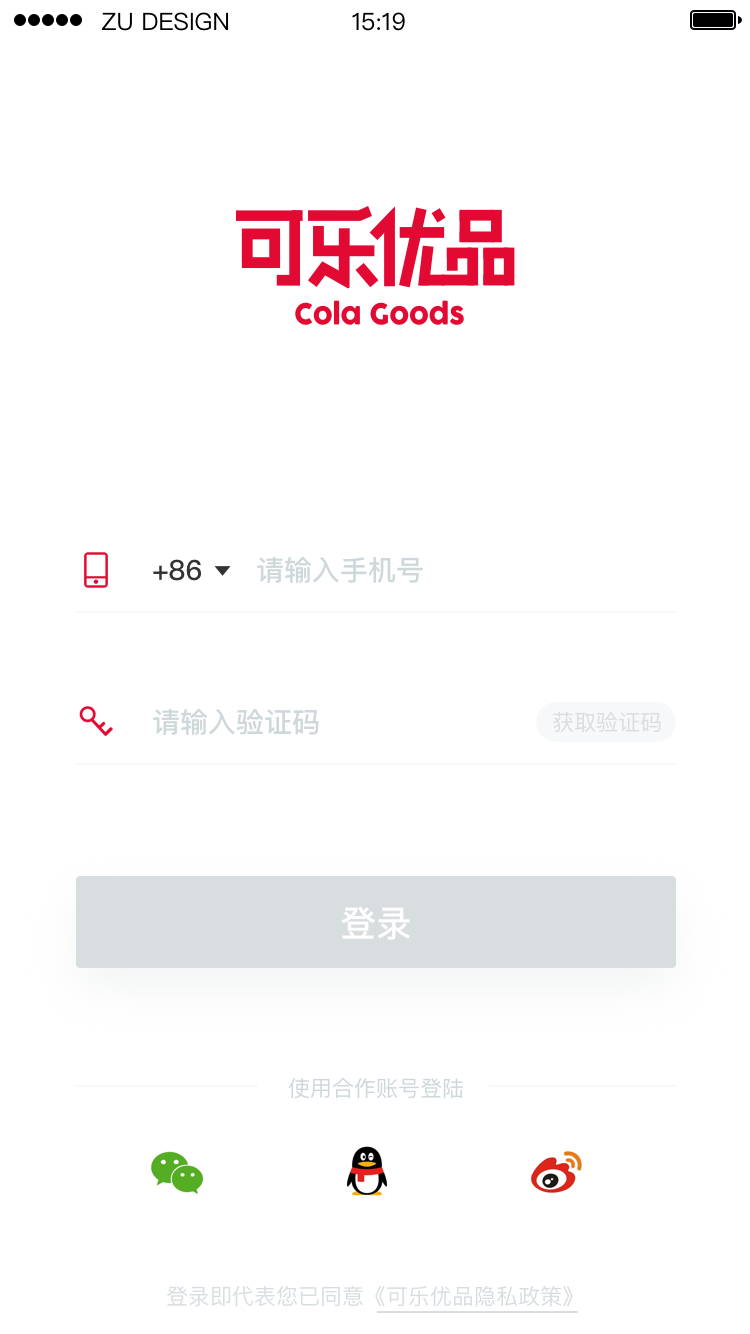 ZU DESIGN 15:19
可乐优品
Cola Goods
+86 请输入手机号
请输入验证码 获取验证码
登录
使用合作账号登陆
登录即代表您已同意《可乐优品隐私政策》